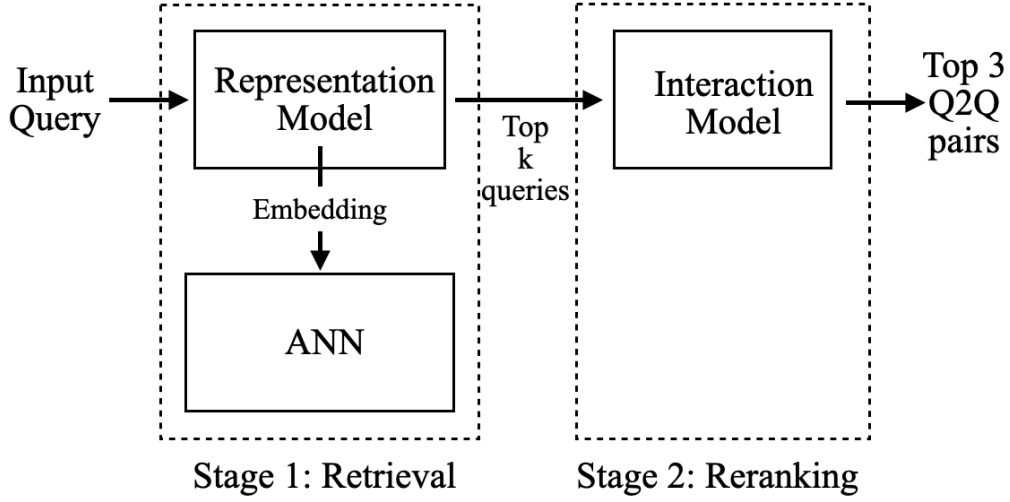 Input
Query
Representation
Model
Embedding
ANN
Top
k
queries
Interaction
Model
Top 3
Q2Q
pairs
Stage 1: Retrieval
Stage 2: Reranking